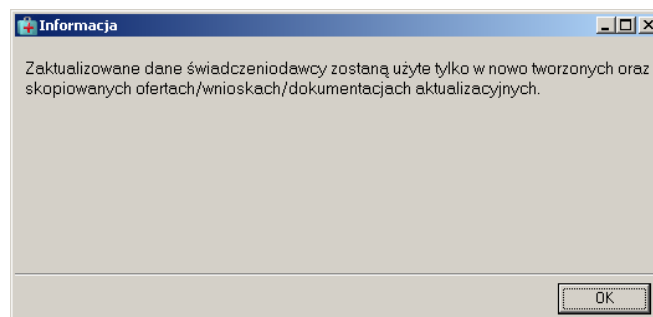 Informacja
Zaktualizowane dane świadczeniodawcy zostaną użyte tylko w nowo tworzonych oraz
skopiowanych ofertach/wnioskach/dokumentacjach aktualizacyjnych.
OK